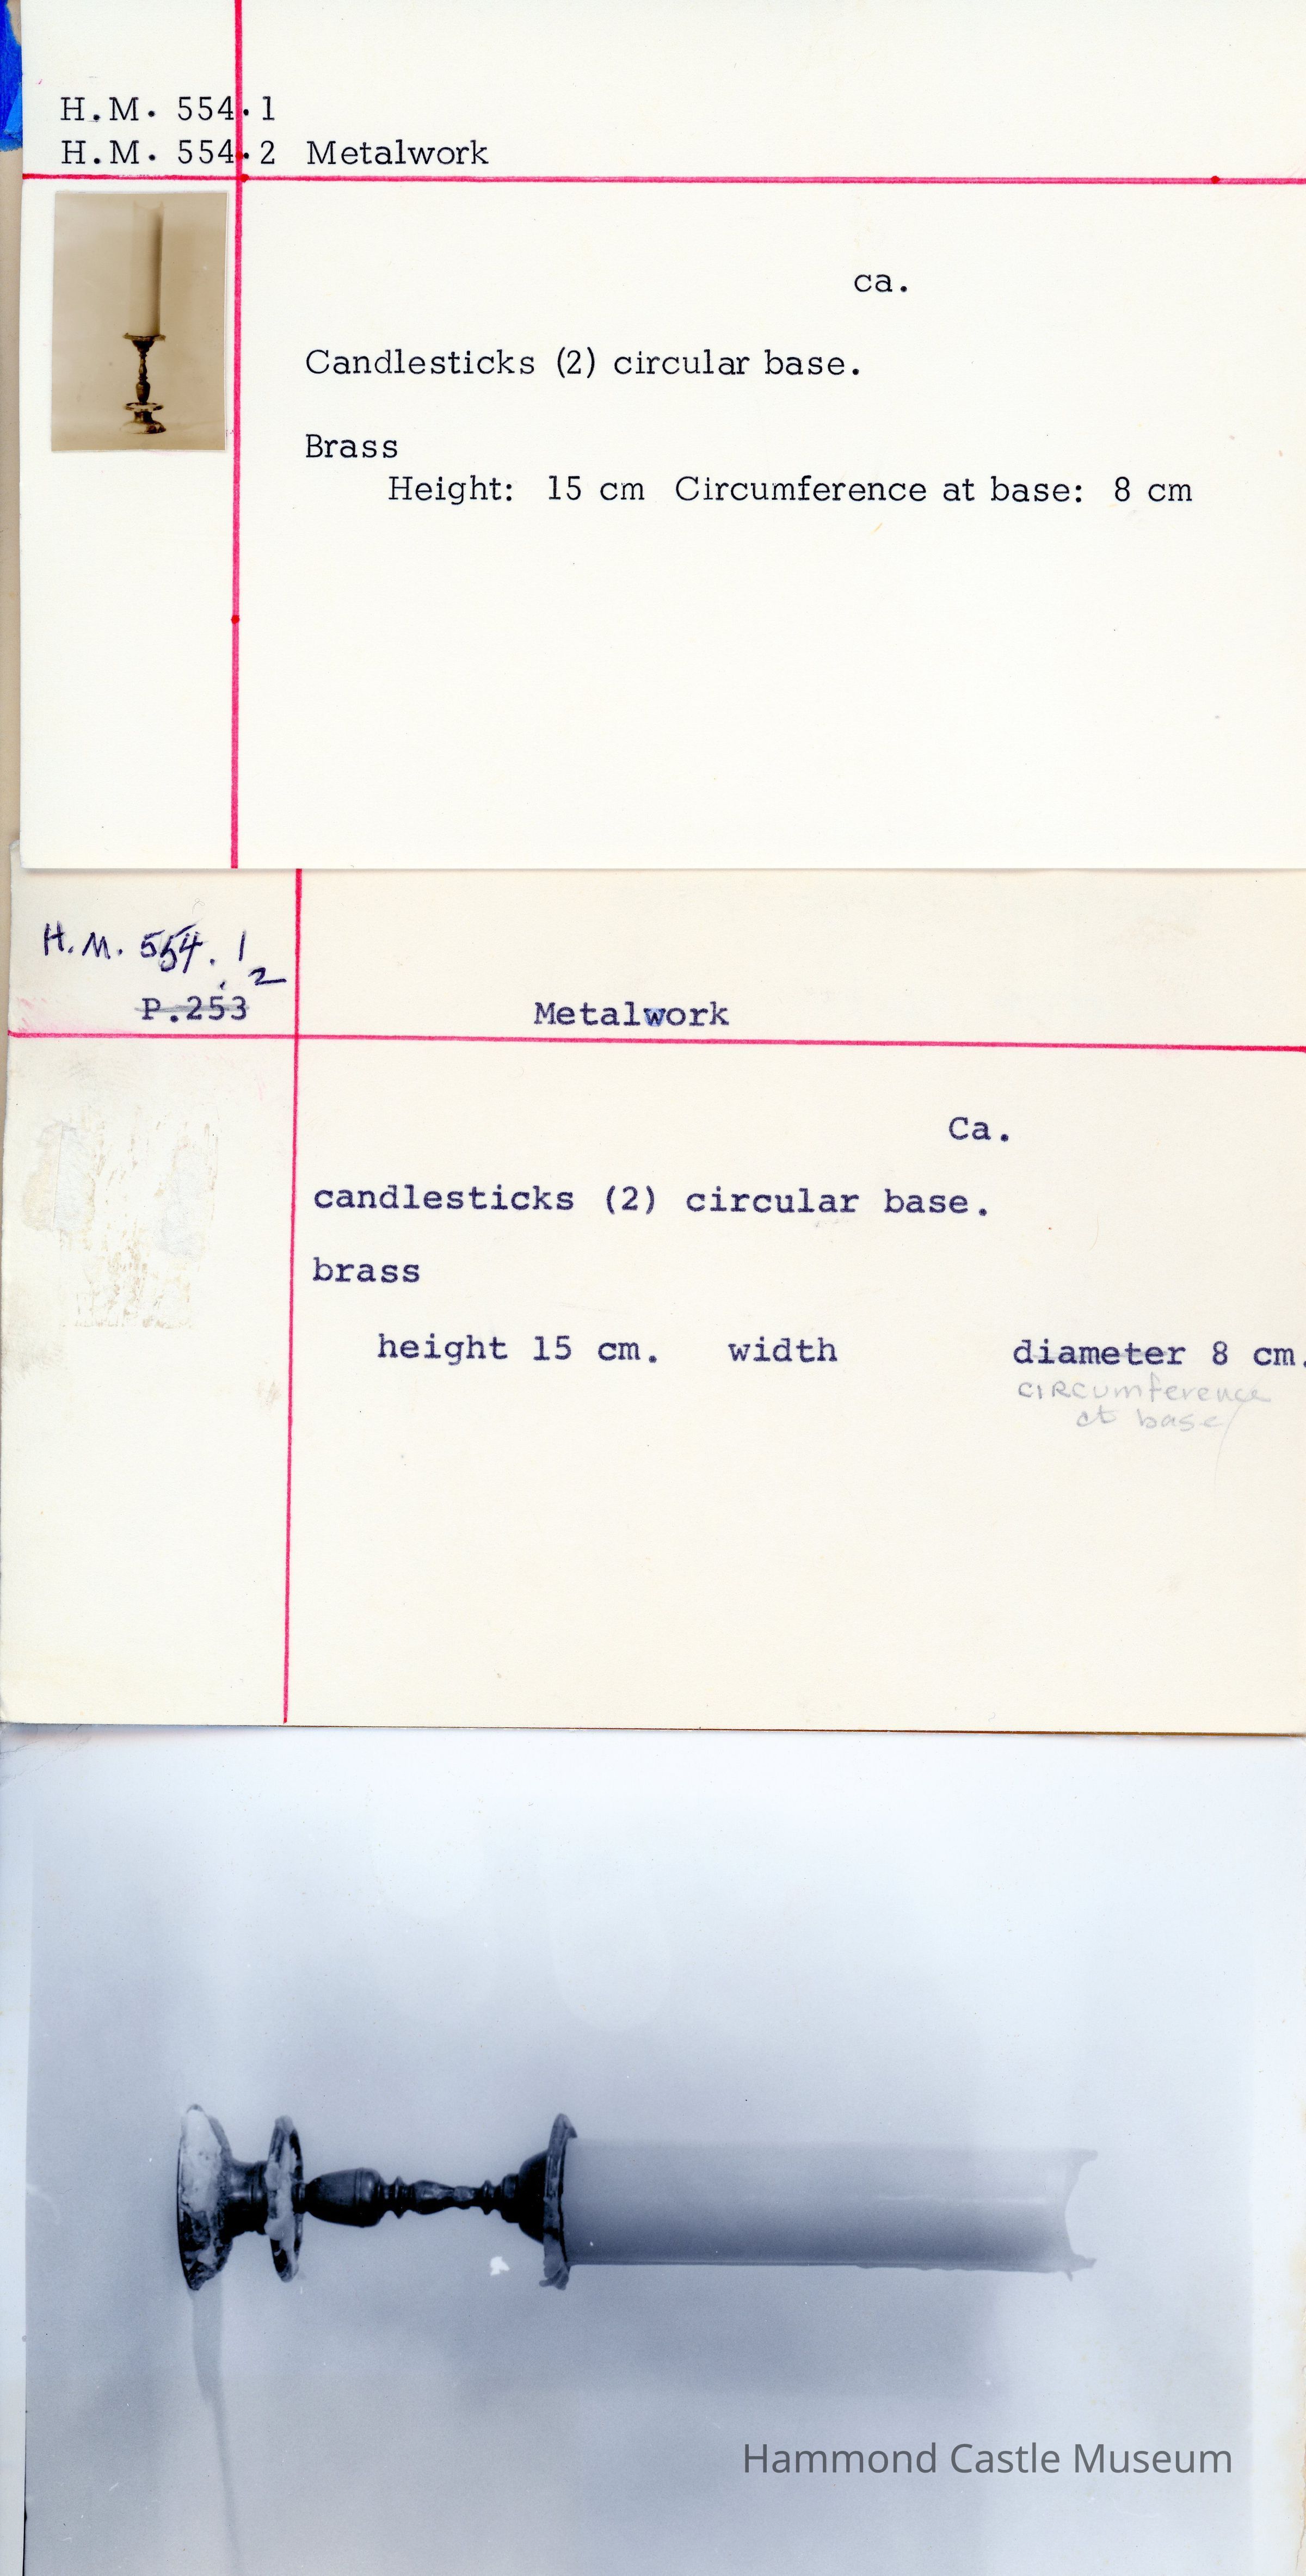 H.M. 554.1
H.M. 554.2 Metalwork
ca.
Candlesticks (2) circular base.
Brass
Height: 15 cm Circumference at base: 8 cm
H.M. 554.1
.2
P.253 Metalwork
Ca.
candlesticks (2) circular base.
brass
height 15 cm. width diameter 8 cm.
circumference
at base
Hammond Castle Museum